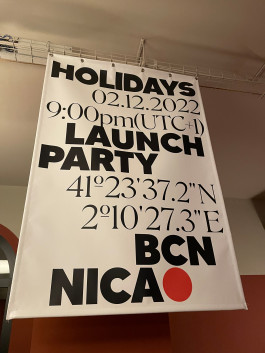 HOLIDAYS
02.12.2022
9:00pm(UTC+1)
LAUNCH
PARTY
41º23'37.2"N
2º10'27.3"E
BCN
NICA